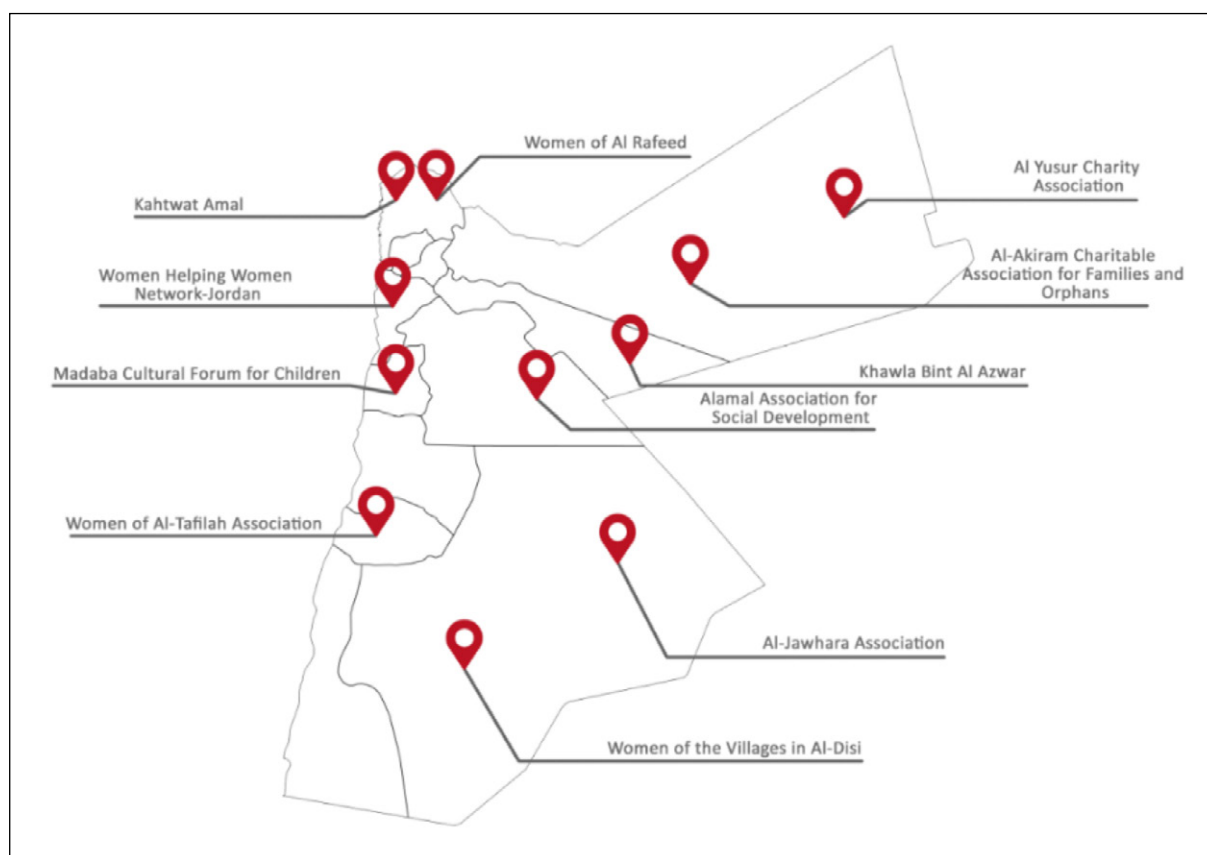 Women of Al Rafeed
Kahtwat Amal
Al Yusur Charity
Association
Al-Akiram Charitable
Association for Families and
Orphans
Women Helping Women
Network-Jordan
Madaba Cultural Forum for Children
Khawla Bint Al Azwar
Alamal Association for
Social Development
Women of Al-Tafilah Association
Al-Jawhara Association
Women of the Villages in Al-Disi